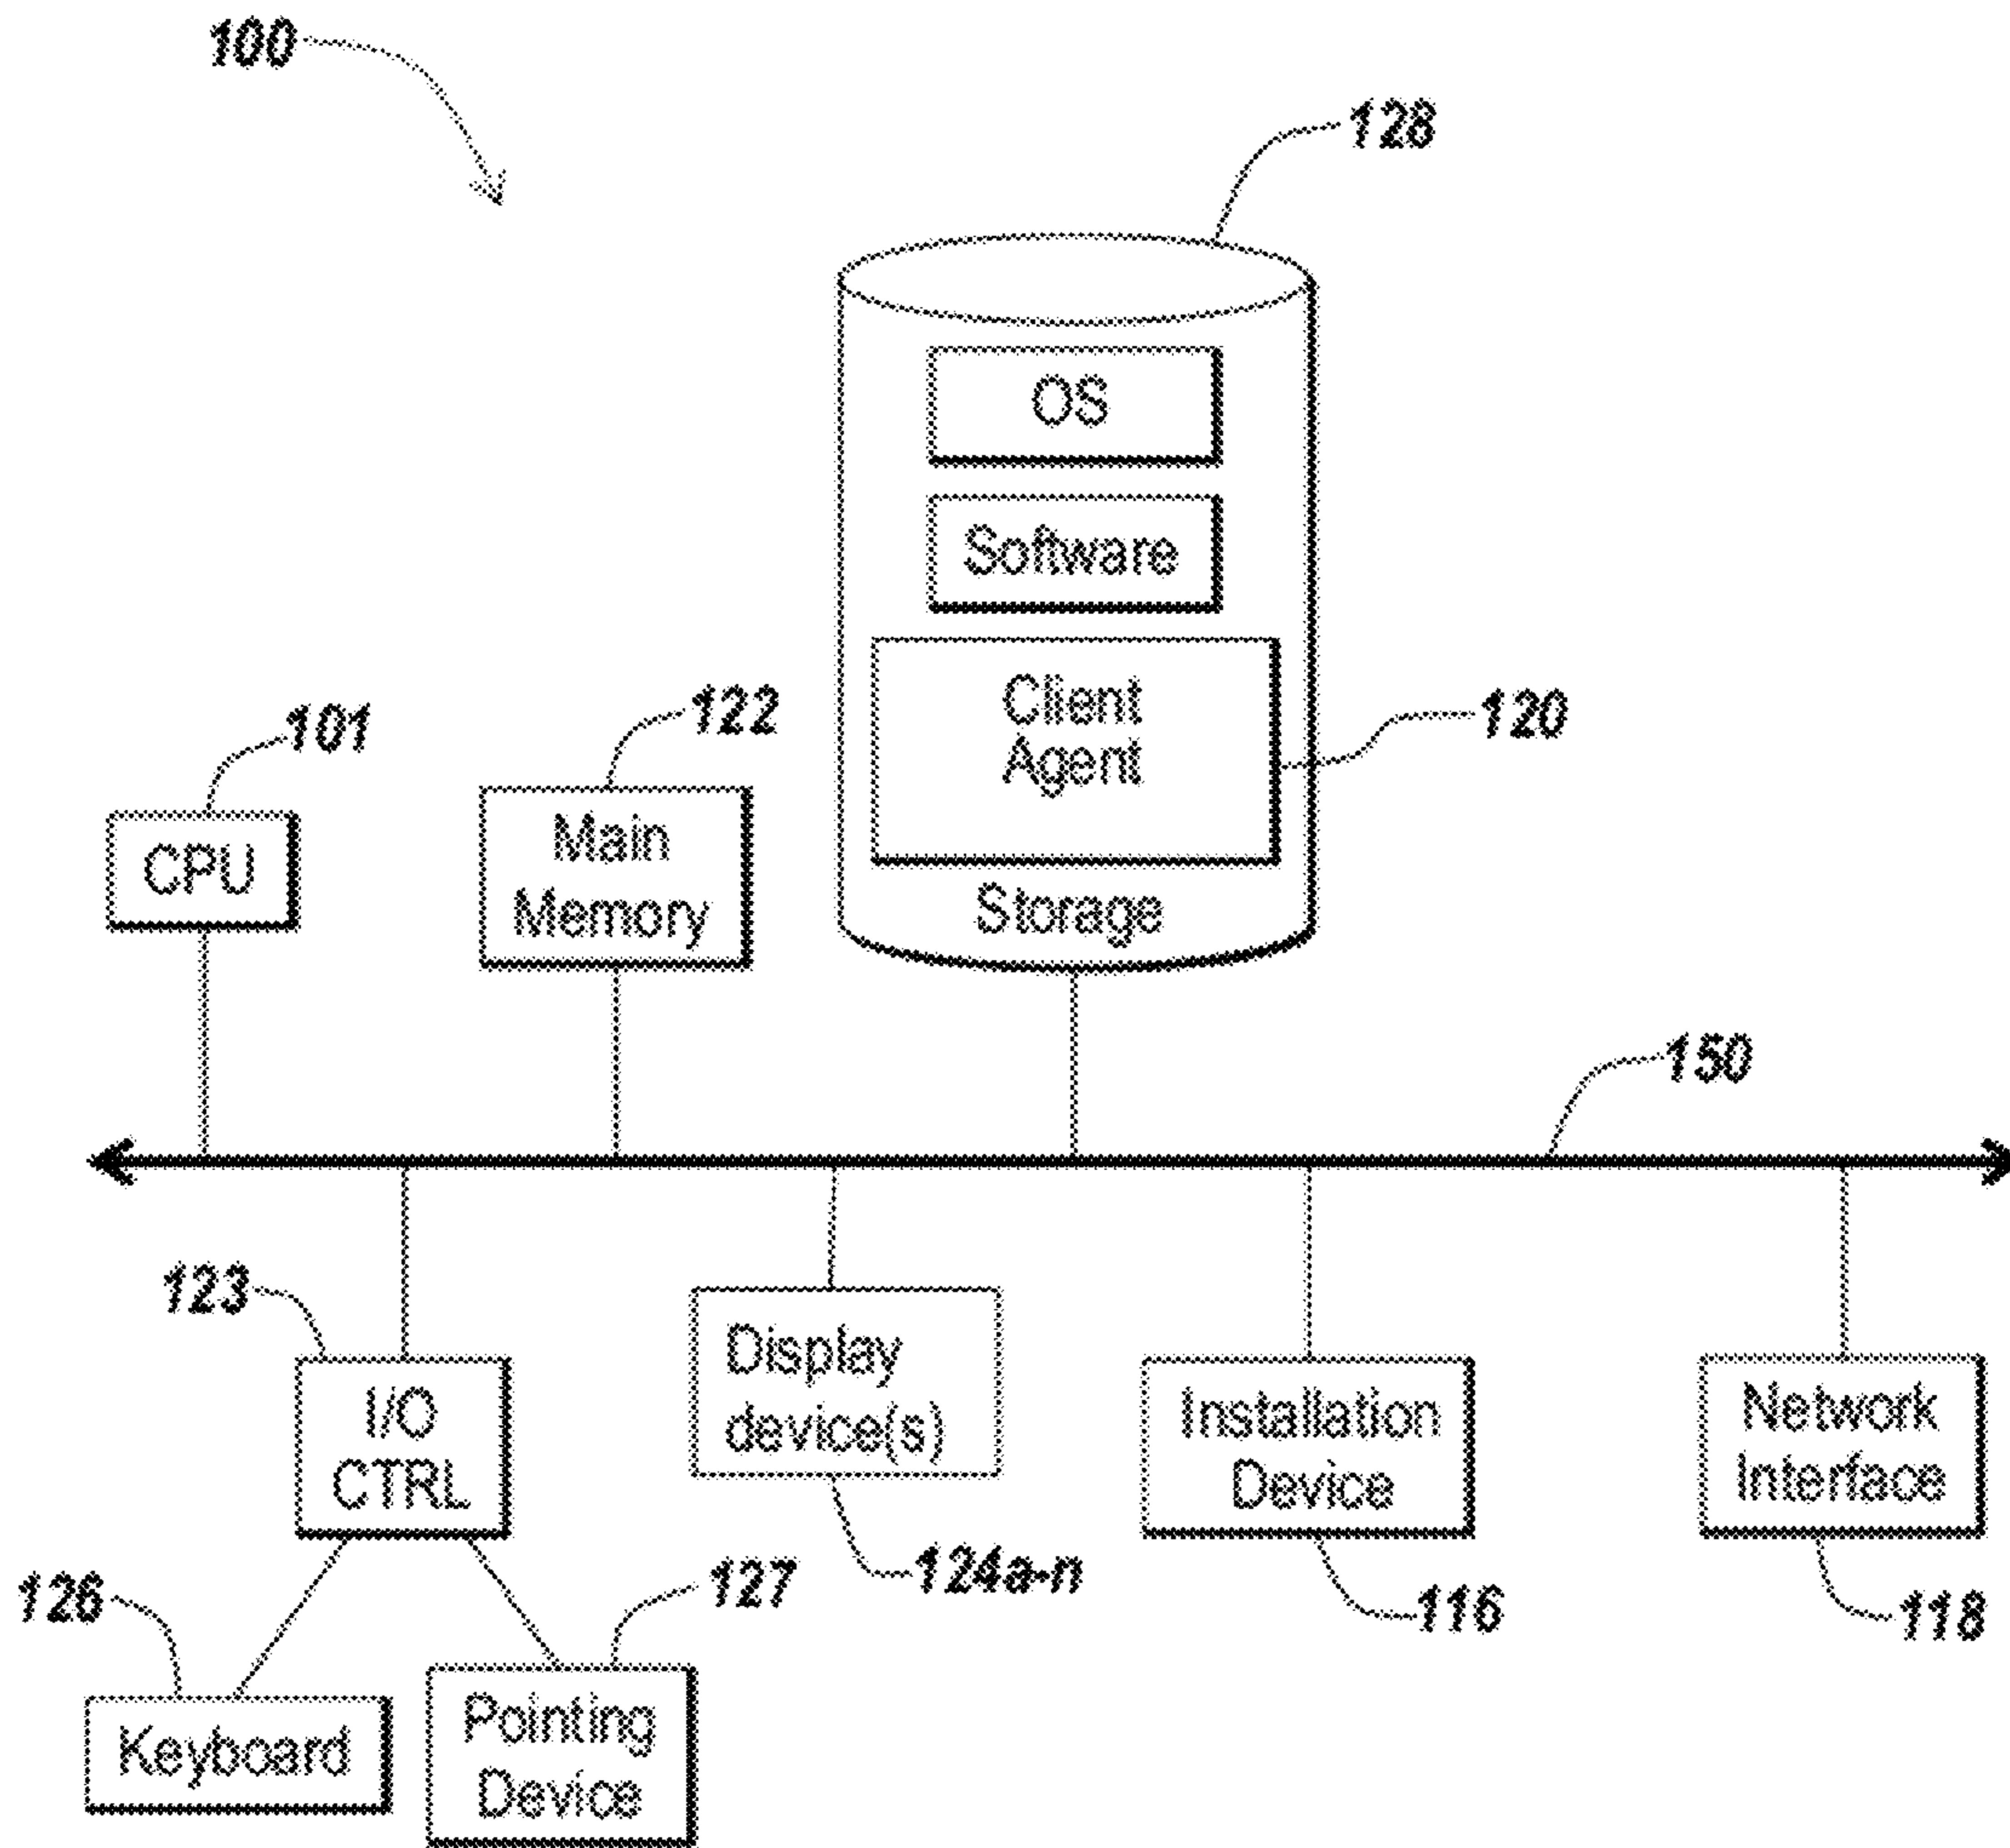 100
128
OS
Software
Client
Agent
120
Storage
101
CPU
122
Main
Memory
150
123
I/O
CTRL
Display
device(s)
124a-n
Installation
Device
116
Network
Interface
118
126
Keyboard
127
Pointing
Device